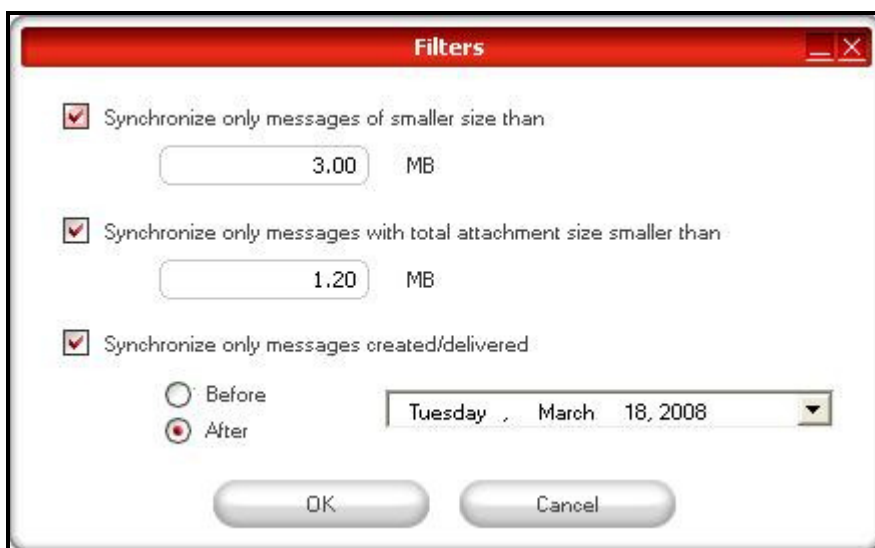 Filters
Synchronize only messages of smaller size than
3.00 MB
Synchronize only messages with total attachment size smaller than
1.20 MB
Synchronize only messages created/delivered
Before
Tuesday , March 18, 2008
After
OK Cancel